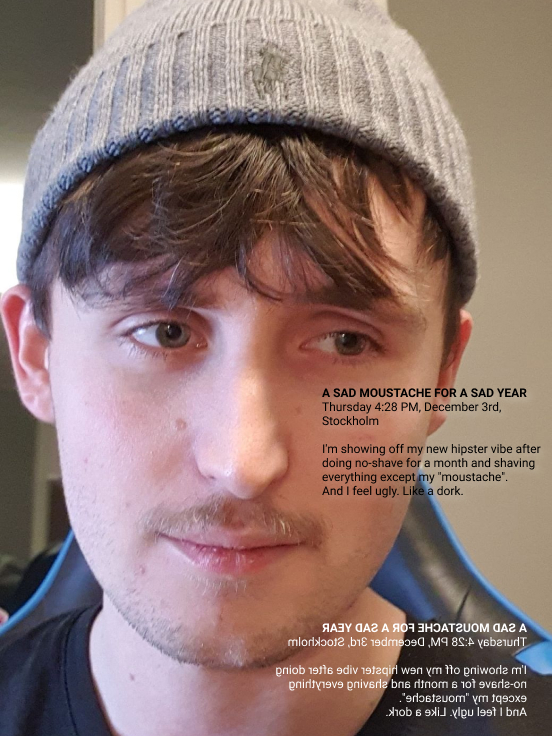 A SAD MOUSTACHE FOR A SAD YEAR
Thursday 4:28 PM, December 3rd,
Stockholm
I'm showing off my new hipster vibe after
doing no-shave for a month and shaving
everything except my "moustache".
And I feel ugly. Like a dork.
A SAD MOUSTACHE FOR A SAD YEAR
Thursday 4:28 PM, December 3rd, Stockholm
I'm showing off my new hipster vibe after doing
no-shave for a month and shaving everything
except my "moustache".
And I feel ugly. Like a dork.